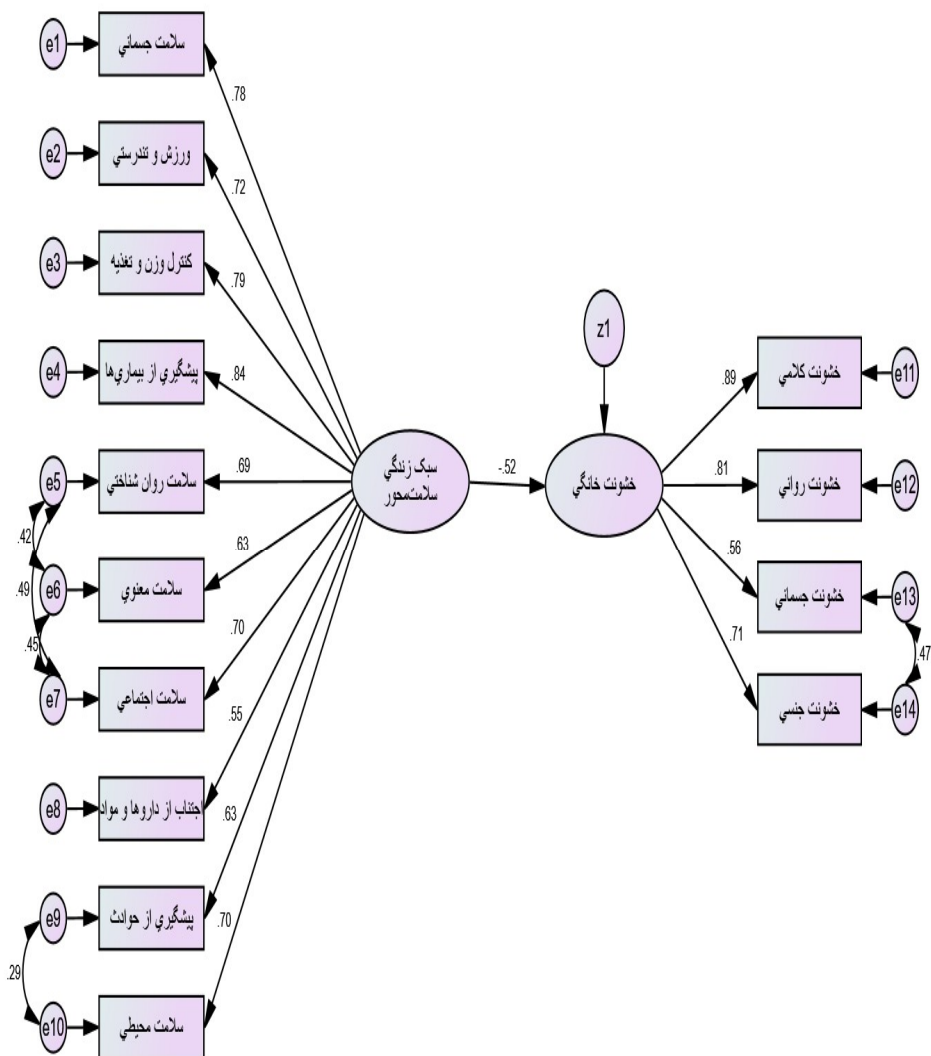 e1
سلامت جسماني
.78
e2
ورزش و تندرستي
.72
e3
كنترل وزن و تغذيه
.79
e4
پيشگيري از بيماري‌ها
.84
e5
سلامت روان شناختي
.69
e6
سلامت معنوي
.63
e7
سلامت اجتماعي
.70
e8
اجتناب از داروها و مواد
.55
e9
پيشگيري از حوادث
.63
e10
سلامت محيطي
.70
.42
.49
.45
.29
سبک زندگي
سلامت‌محور
-.52
z1
خشونت خانگي
.89
خشونت كلامي
e11
.81
خشونت رواني
e12
.56
خشونت جسماني
e13
.71
خشونت جنسي
e14
.47